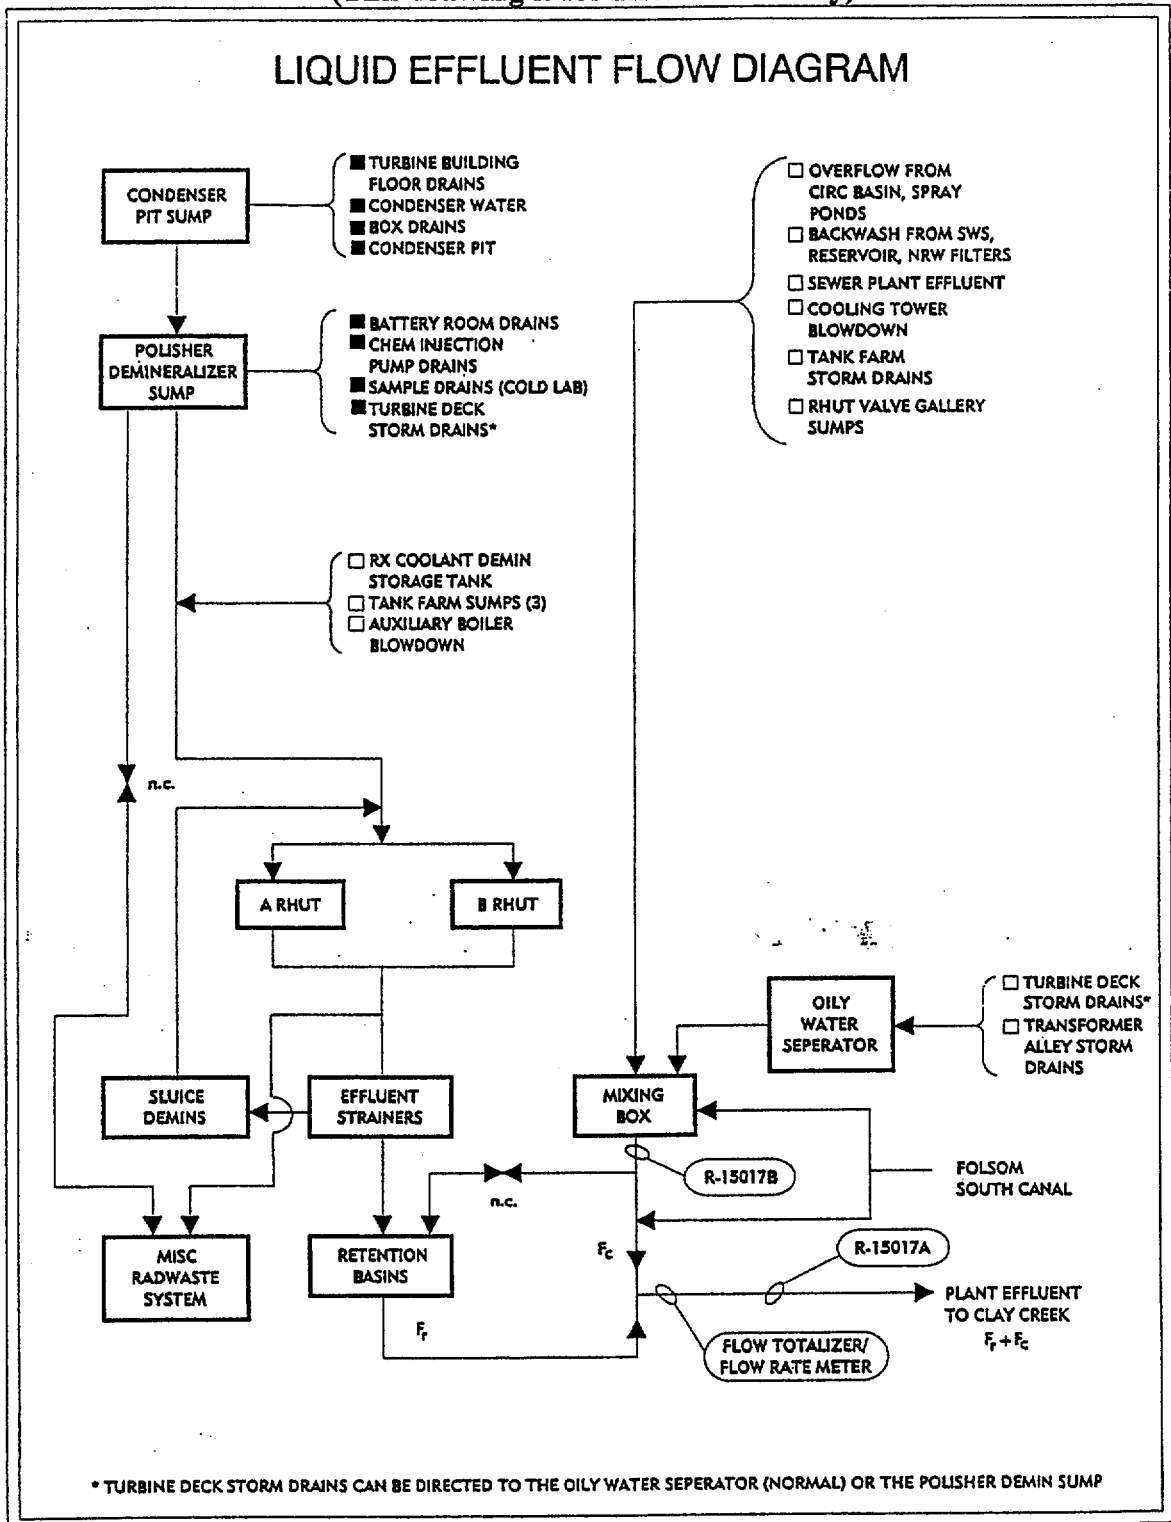 LIQUID EFFLUENT FLOW DIAGRAM
CONDENSER
PIT SUMP
■ TURBINE BUILDING
FLOOR DRAINS
■ CONDENSER WATER
■ BOX DRAINS
■ CONDENSER PIT
□ OVERFLOW FROM
CIRC BASIN, SPRAY
PONDS
□ BACKWASH FROM SWS,
RESERVOIR, NRW FILTERS
□ SEWER PLANT EFFLUENT
□ COOLING TOWER
BLOWDOWN
□ TANK FARM
STORM DRAINS
□ RHUT VALVE GALLERY
SUMPS
POLISHER
DEMINERALIZER
SUMP
■ BATTERY ROOM DRAINS
■ CHEM INJECTION
PUMP DRAINS
■ SAMPLE DRAINS (COLD LAB)
■ TURBINE DECK
STORM DRAINS*
□ RX COOLANT DEMIN
STORAGE TANK
□ TANK FARM SUMPS (3)
□ AUXILIARY BOILER
BLOWDOWN
n.c.
A RHUT
B RHUT
OILY
WATER
SEPERATOR
□ TURBINE DECK
STORM DRAINS*
□ TRANSFORMER
ALLEY STORM
DRAINS
SLUICE
DEMINS
EFFLUENT
STRAINERS
MIXING
BOX
R-15017B
FOLSOM
SOUTH CANAL
n.c.
MISC
RADWASTE
SYSTEM
RETENTION
BASINS
Fc
R-15017A
PLANT EFFLUENT
TO CLAY CREEK
Fr + Fc
Fr
FLOW TOTALIZER/
FLOW RATE METER
* TURBINE DECK STORM DRAINS CAN BE DIRECTED TO THE OILY WATER SEPERATOR (NORMAL) OR THE POLISHER DEMIN SUMP